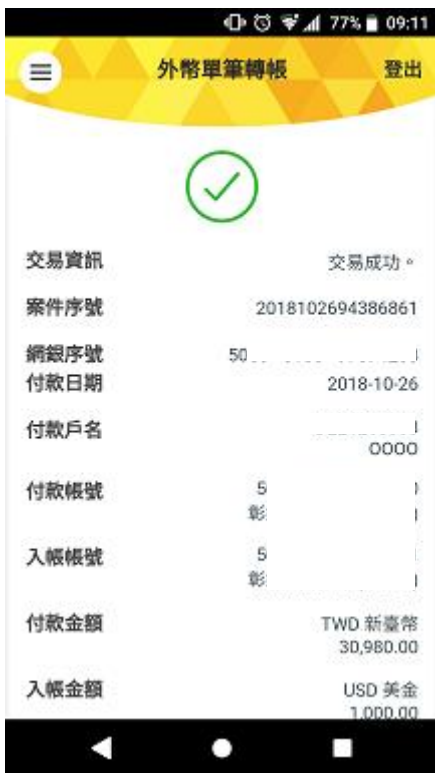 77% 09:11
外幣單筆轉帳 登出
交易資訊 交易成功。
案件序號 2018102694386861
網銀序號 50
付款日期 2018-10-26
付款戶名
OOOO
付款帳號 5
彰
入帳帳號 5
彰
付款金額 TWD 新臺幣
30,980.00
入帳金額 USD 美金
1,000.00